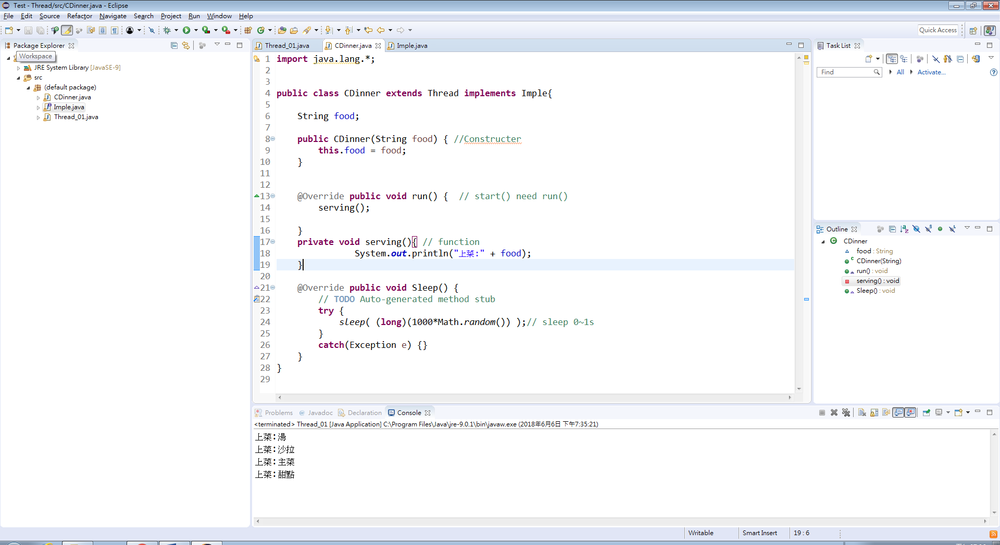 Test - Thread/src/CDinner.java - Eclipse
File Edit Source Refactor Navigate Search Project Run Window Help
Quick Access
Package Explorer
Workspace
JRE System Library [JavaSE-9]
src
(default package)
CDinner.java
Imple.java
Thread_01.java
Thread_01.java CDinner.java Imple.java
1 import java.lang.*;
2
3
4 public class CDinner extends Thread implements Imple{
5
6 String food;
7
8 public CDinner(String food) { //Constructer
9 this.food = food;
10 }
11
12
13 @Override public void run() { // start() need run()
14 serving();
15
16 }
17 private void serving(){ // function
18 System.out.println("上菜:" + food);
19 }
20
21 @Override public void Sleep() {
22 // TODO Auto-generated method stub
23 try {
24 sleep( (long)(1000*Math.random()) );// sleep 0~1s
25 }
26 catch(Exception e) {}
27 }
28 }
29
Task List
Find All Activate...
Outline
CDinner
food : String
CDinner(String)
run() : void
serving() : void
Sleep() : void
Problems @ Javadoc Declaration Console
<terminated> Thread_01 [Java Application] C:\Program Files\Java\jre-9.0.1\bin\javaw.exe (2018年6月6日 下午7:35:21)
上菜:湯
上菜:沙拉
上菜:主菜
上菜:甜點
Writable Smart Insert 19 : 6